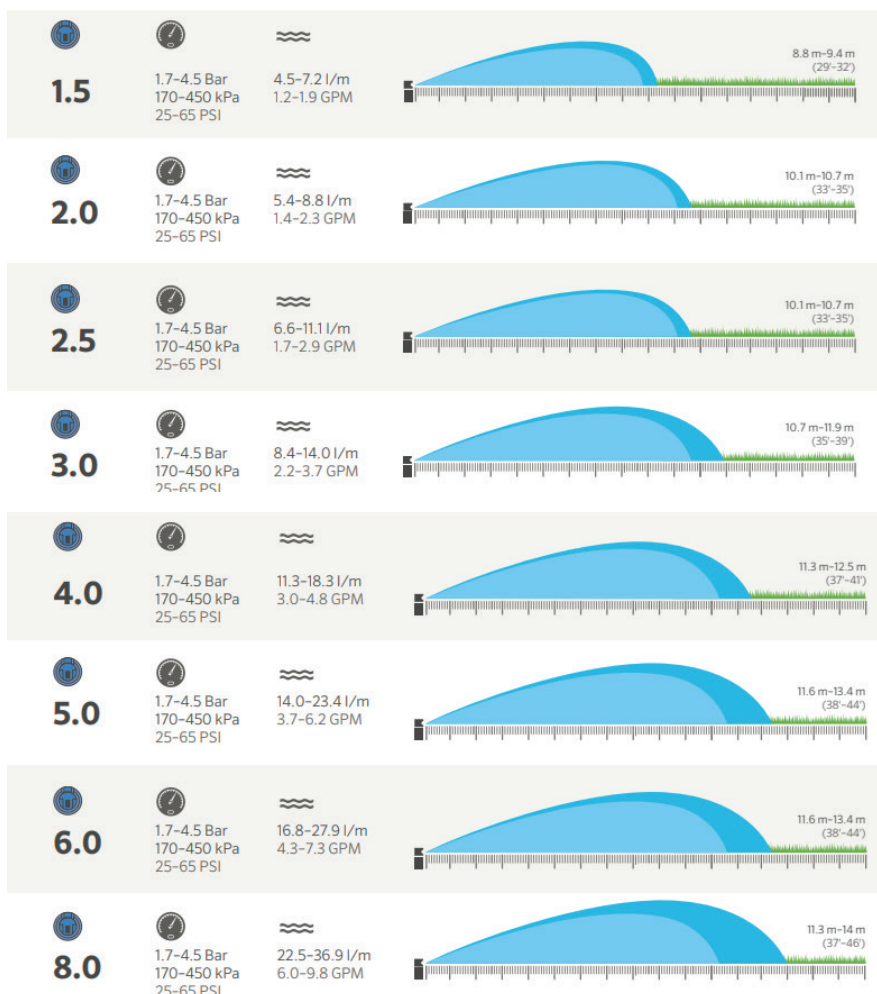 1.5
1.7–4.5 Bar
170–450 kPa
25–65 PSI
4.5–7.2 l/m
1.2–1.9 GPM
8.8 m–9.4 m
(29'–32')
2.0
1.7–4.5 Bar
170–450 kPa
25–65 PSI
5.4–8.8 l/m
1.4–2.3 GPM
10.1 m–10.7 m
(33'–35')
2.5
1.7–4.5 Bar
170–450 kPa
25–65 PSI
6.6–11.1 l/m
1.7–2.9 GPM
10.1 m–10.7 m
(33'–35')
3.0
1.7–4.5 Bar
170–450 kPa
25–65 PSI
8.4–14.0 l/m
2.2–3.7 GPM
10.7 m–11.9 m
(35'–39')
4.0
1.7–4.5 Bar
170–450 kPa
25–65 PSI
11.3–18.3 l/m
3.0–4.8 GPM
11.3 m–12.5 m
(37'–41')
5.0
1.7–4.5 Bar
170–450 kPa
25–65 PSI
14.0–23.4 l/m
3.7–6.2 GPM
11.6 m–13.4 m
(38'–44')
6.0
1.7–4.5 Bar
170–450 kPa
25–65 PSI
16.8–27.9 l/m
4.3–7.3 GPM
11.6 m–13.4 m
(38'–44')
8.0
1.7–4.5 Bar
170–450 kPa
25–65 PSI
22.5–36.9 l/m
6.0–9.8 GPM
11.3 m–14 m
(37'–46')